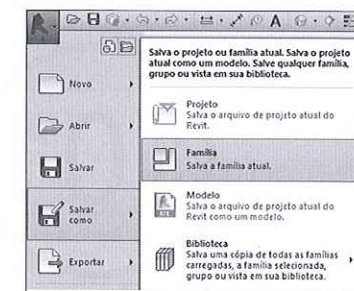 A
Salva o projeto ou família atual. Salva o projeto
atual como um modelo. Salve qualquer família,
grupo ou vista em sua biblioteca.
Novo
Abrir
Salvar
Salvar
como
Exportar
Projeto
Salva o arquivo de projeto atual do
Revit.
Família
Salva a família atual.
Modelo
Salva o arquivo de projeto atual do
Revit como um modelo.
Biblioteca
Salva uma cópia de todas as famílias
carregadas, a família selecionada,
grupo ou vista em sua biblioteca.